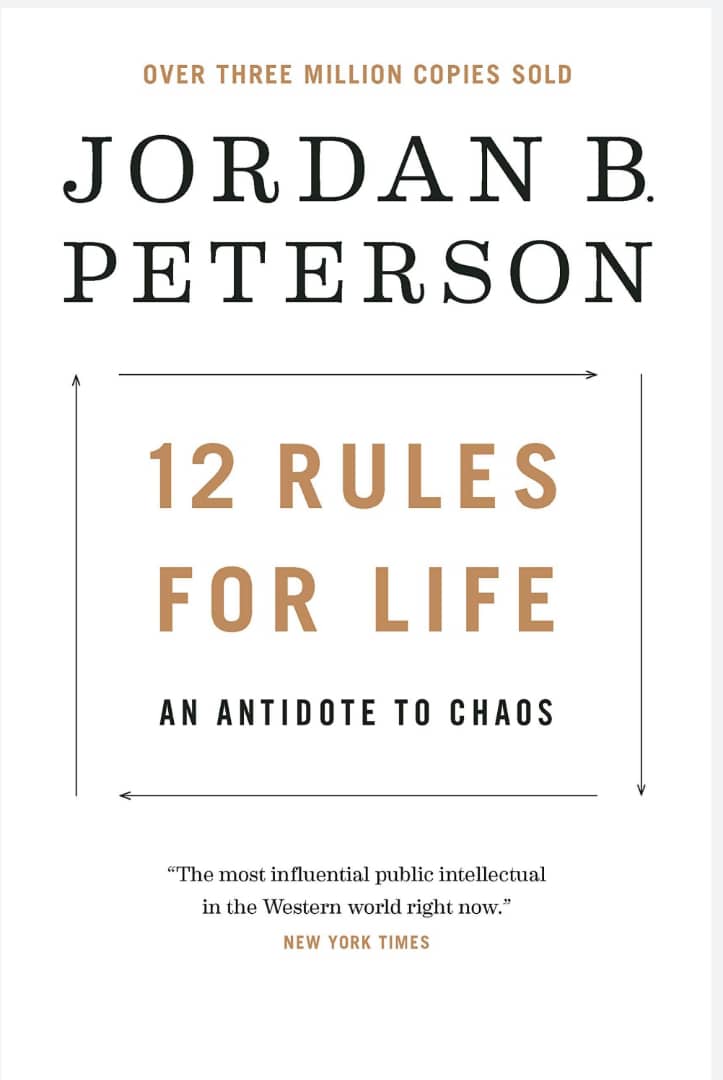 OVER THREE MILLION COPIES SOLD
JORDAN B.
PETERSON
12 RULES
FOR LIFE
AN ANTIDOTE TO CHAOS
“The most influential public intellectual
in the Western world right now.”
NEW YORK TIMES